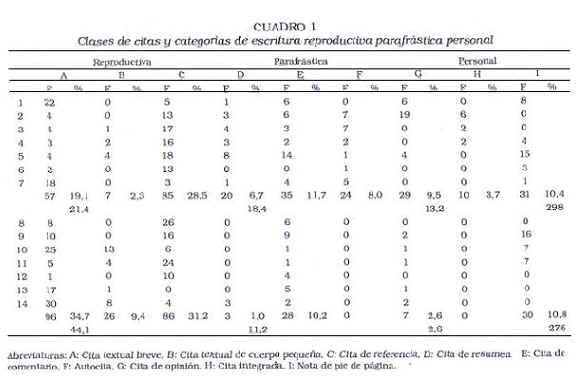 CUADRO 1
Clases de citas y categorías de escritura reproductiva parafrástica personal
Reproductiva Parafrástica Personal
A B C D E F G H I
F % F % F % F % F % F % F % F % F %
1 22 0 5 1 6 0 6 0 8
2 4 0 13 3 6 7 19 6 0
3 4 1 17 4 3 7 0 2 0
4 3 2 16 3 2 2 0 2 4
5 4 4 18 8 14 1 4 0 15
6 2 0 13 0 0 1 0 0 3
7 18 0 3 1 4 5 0 0 1
57 19,1 7 2,3 85 28,5 20 6,7 35 11,7 24 8,0 29 9,5 10 3,7 31 10,4
21,4 18,4 13,2 298
8 8 0 26 0 6 0 0 0 0
9 10 0 16 0 9 0 2 0 16
10 25 13 6 0 1 0 1 0 7
11 5 4 24 0 1 0 1 0 7
12 1 0 10 0 4 0 0 0 0
13 17 1 0 0 5 0 1 0 0
14 30 8 4 3 2 0 2 0 0
96 34,7 26 9,4 86 31,2 3 1,0 28 10,2 0 7 2,6 0 30 10,8
44,1 11,2 2,6 276
Abreviaturas: A: Cita textual breve, B: Cita textual de cuerpo pequeña, C: Cita de referencia, D: Cita de resumen E: Cita de
comentario, F: Autocita, G: Cita de opinión, H: Cita integrada, I: Nota de pie de página.